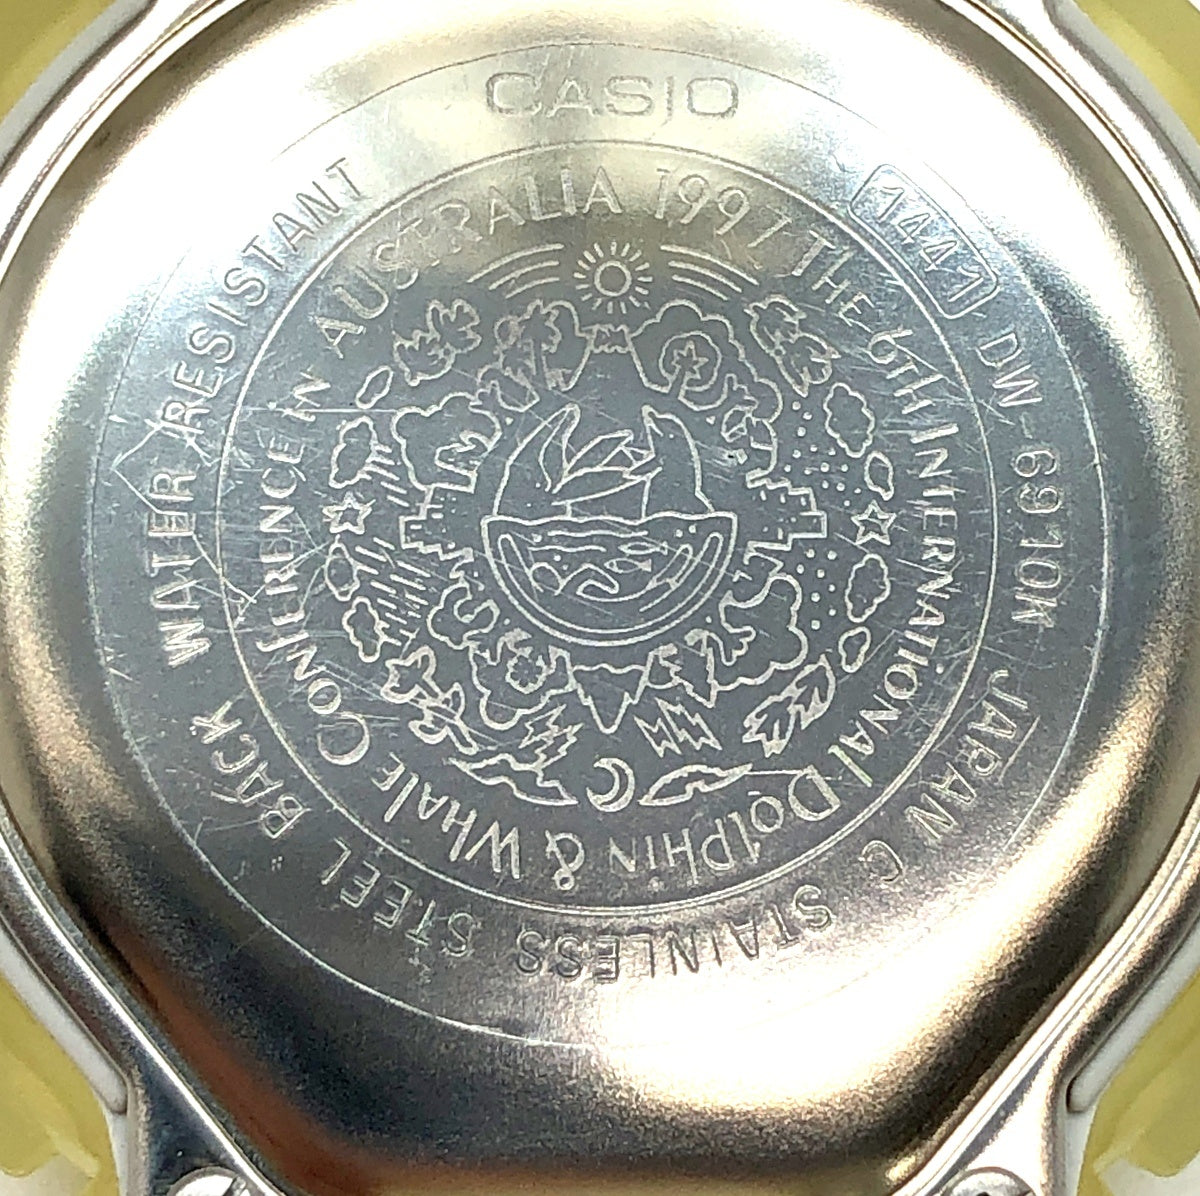 CASIO
1441 DW-6910K JAPAN C STAINLESS STEEL BACK WATER RESISTANT
1997 THE 6TH INTERNATIONAL DOLPHIN & WHALE CONFERENCE IN AUSTRALIA